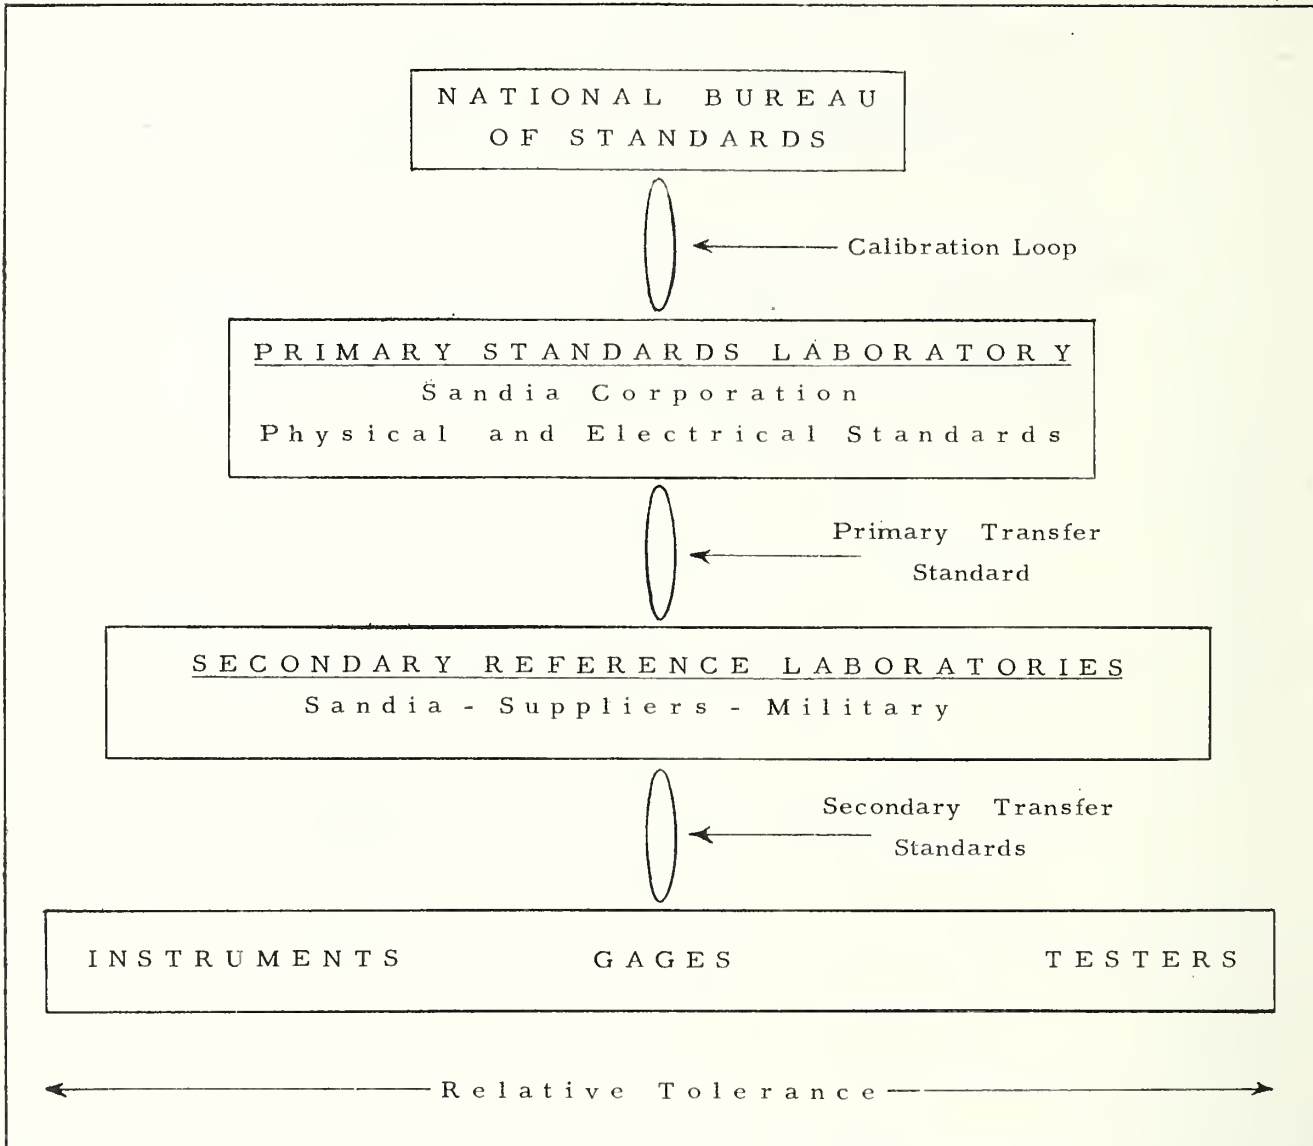 NATIONAL BUREAU
OF STANDARDS
Calibration Loop
PRIMARY STANDARDS LABORATORY
Sandia Corporation
Physical and Electrical Standards
Primary Transfer
Standard
SECONDARY REFERENCE LABORATORIES
Sandia - Suppliers - Military
Secondary Transfer
Standards
INSTRUMENTS GAGES TESTERS
Relative Tolerance